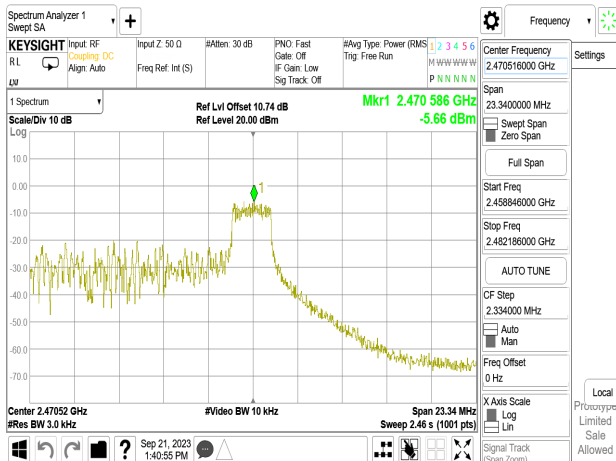 Spectrum Analyzer 1
Swept SA
+
Frequency
KEYSIGHT
Input: RF
Coupling: DC
Align: Auto
Input Z: 50 Ω
Freq Ref: Int (S)
#Atten: 30 dB
PNO: Fast
Gate: Off
IF Gain: Low
Sig Track: Off
#Avg Type: Power (RMS
Trig: Free Run
1 2 3 4 5 6
M W W W W W
P N N N N N
R L
LXI
1 Spectrum
Scale/Div 10 dB
Ref Lvl Offset 10.74 dB
Ref Level 20.00 dBm
Mkr1 2.470 586 GHz
-5.66 dBm
Log
10.0
0.00
-10.0
-20.0
-30.0
-40.0
-50.0
-60.0
-70.0
1
Center 2.47052 GHz
#Res BW 3.0 kHz
#Video BW 10 kHz
Span 23.34 MHz
Sweep 2.46 s (1001 pts)
Center Frequency
2.470516000 GHz
Settings
Span
23.3400000 MHz
Swept Span
Zero Span
Full Span
Start Freq
2.458846000 GHz
Stop Freq
2.482186000 GHz
AUTO TUNE
CF Step
2.334000 MHz
Auto
Man
Freq Offset
0 Hz
X Axis Scale
Log
Lin
Local
Prototype
Limited
Sale
Allowed
Signal Track
(Span Zoom)
?
Sep 21, 2023
1:40:55 PM